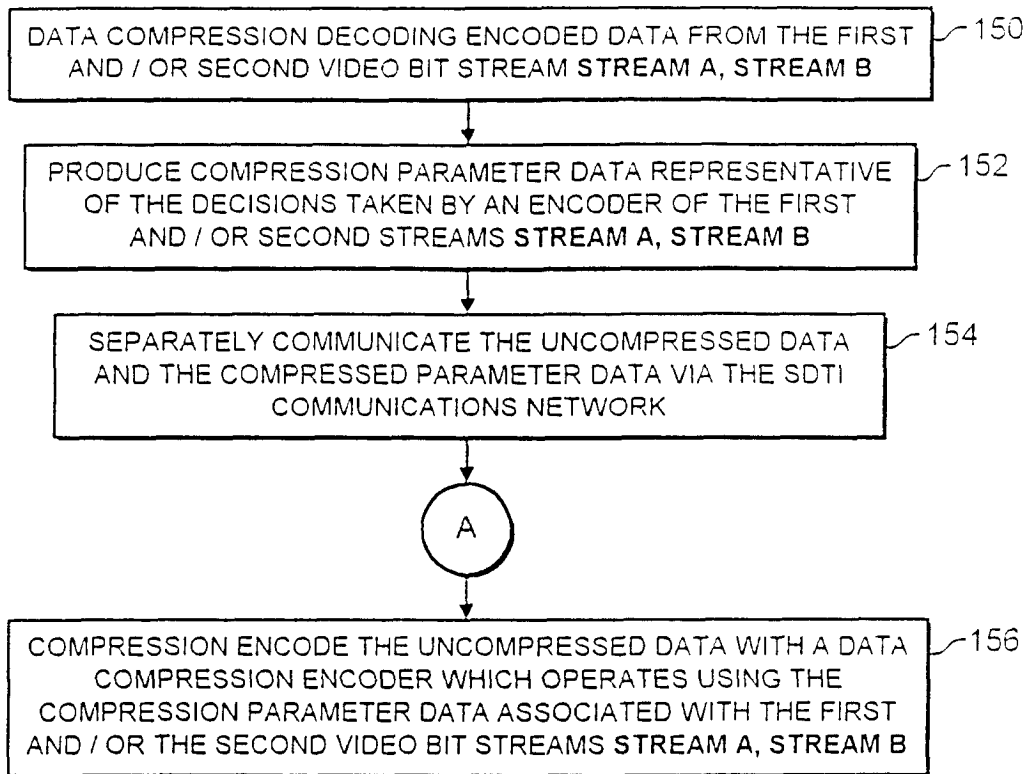 DATA COMPRESSION DECODING ENCODED DATA FROM THE FIRST
AND / OR SECOND VIDEO BIT STREAM STREAM A, STREAM B
150
PRODUCE COMPRESSION PARAMETER DATA REPRESENTATIVE
OF THE DECISIONS TAKEN BY AN ENCODER OF THE FIRST
AND / OR SECOND STREAMS STREAM A, STREAM B
152
SEPARATELY COMMUNICATE THE UNCOMPRESSED DATA
AND THE COMPRESSED PARAMETER DATA VIA THE SDTI
COMMUNICATIONS NETWORK
154
A
COMPRESSION ENCODE THE UNCOMPRESSED DATA WITH A DATA
COMPRESSION ENCODER WHICH OPERATES USING THE
COMPRESSION PARAMETER DATA ASSOCIATED WITH THE FIRST
AND / OR THE SECOND VIDEO BIT STREAMS STREAM A, STREAM B
156